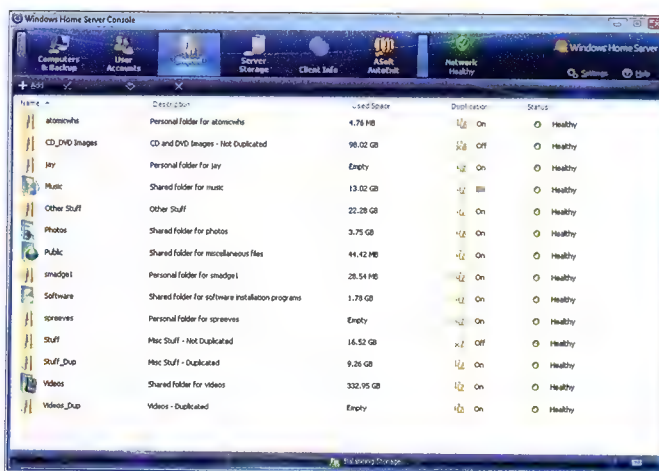 Windows Home Server Console
Computers & Backup
User Accounts
Server Storage
Client Info
ASoft AutoExit
Network Healthy
Windows Home Server
Settings
Help
Add
Name Description Used Space Duplication Status
atomicwhs Personal folder for atomicwhs 4.76 MB On Healthy
CD_DVD Images CD and DVD Images - Not Duplicated 98.02 GB Off Healthy
jay Personal folder for jay Empty On Healthy
Music Shared folder for music 13.02 GB Healthy
Other Stuff Other Stuff 22.28 GB On Healthy
Photos Shared folder for photos 3.75 GB On Healthy
Public Shared folder for miscellaneous files 44.42 MB On Healthy
smadge1 Personal folder for smadge1 28.54 MB On Healthy
Software Shared folder for software installation programs 1.78 GB On Healthy
spreeves Personal folder for spreeves Empty On Healthy
Stuff Misc Stuff - Not Duplicated 16.52 GB Off Healthy
Stuff_Dup Misc Stuff - Duplicated 9.26 GB On Healthy
Videos Shared folder for videos 332.95 GB On Healthy
Videos_Dup Videos - Duplicated Empty On Healthy
Balancing Storage